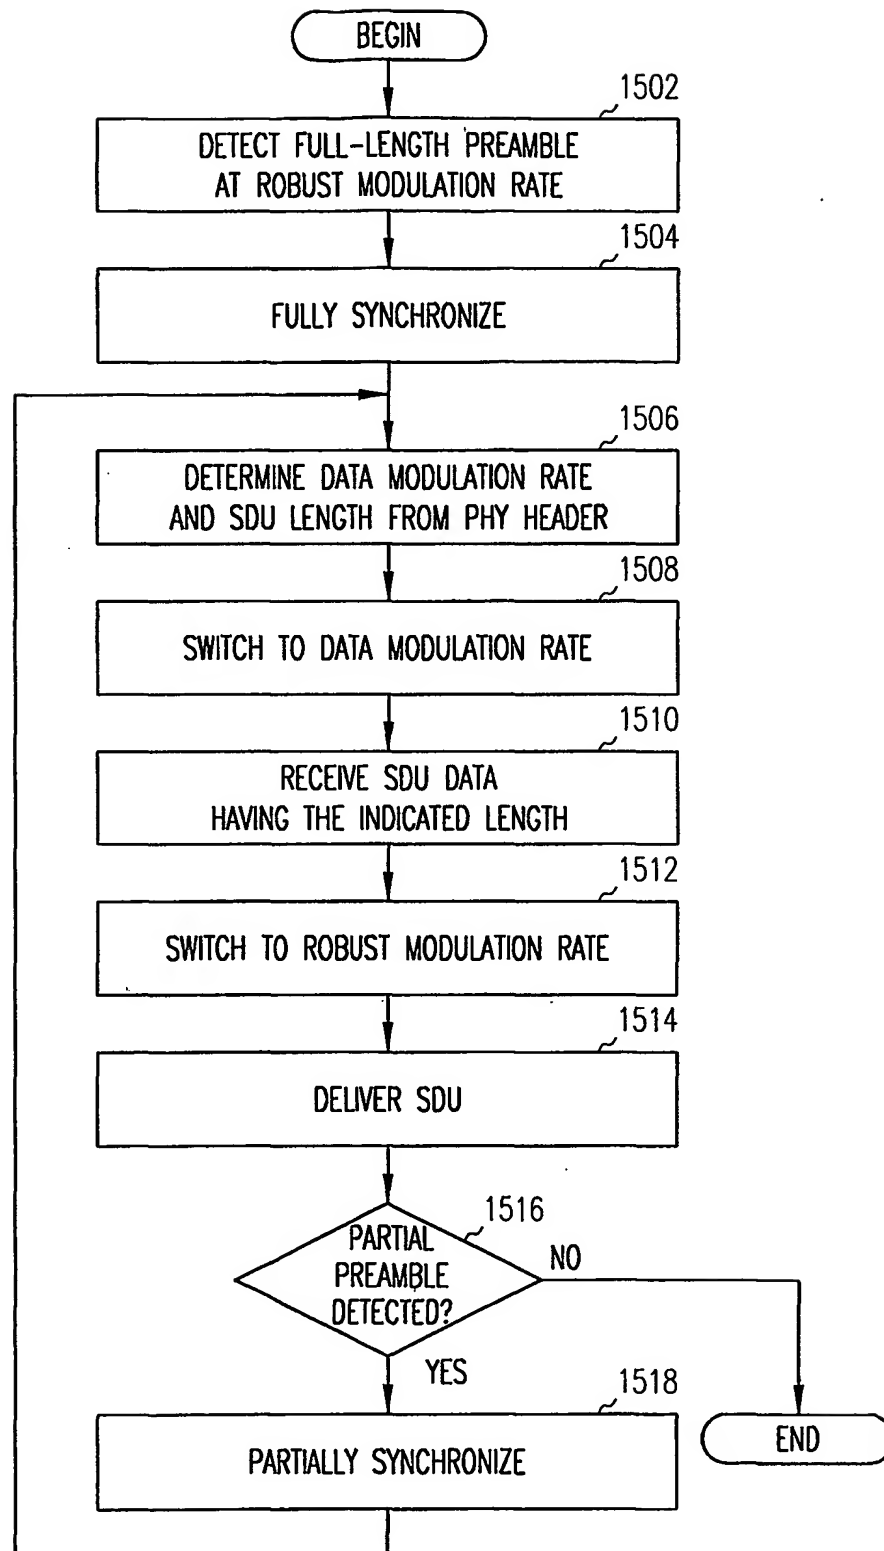 BEGIN
1502
DETECT FULL-LENGTH PREAMBLE
AT ROBUST MODULATION RATE
1504
FULLY SYNCHRONIZE
1506
DETERMINE DATA MODULATION RATE
AND SDU LENGTH FROM PHY HEADER
1508
SWITCH TO DATA MODULATION RATE
1510
RECEIVE SDU DATA
HAVING THE INDICATED LENGTH
1512
SWITCH TO ROBUST MODULATION RATE
1514
DELIVER SDU
1516
PARTIAL
PREAMBLE
DETECTED?
NO
YES
1518
PARTIALLY SYNCHRONIZE
END